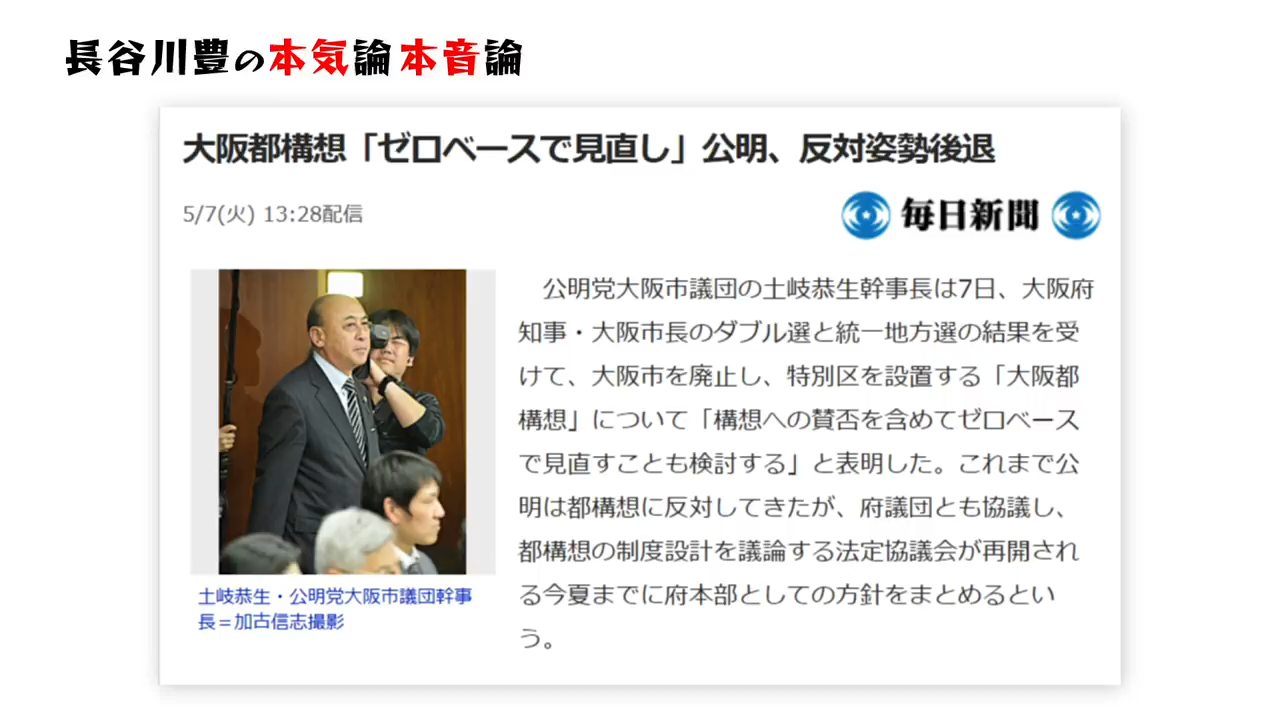 長谷川豊の本気論本音論
大阪都構想「ゼロベースで見直し」公明、反対姿勢後退
5/7(火) 13:28配信
毎日新聞
公明党大阪市議団の土岐恭生幹事長は7日、大阪府
知事・大阪市長のダブル選と統一地方選の結果を受
けて、大阪市を廃止し、特別区を設置する「大阪都
構想」について「構想への賛否を含めてゼロベース
で見直すことも検討する」と表明した。これまで公
明は都構想に反対してきたが、府議団とも協議し、
都構想の制度設計を議論する法定協議会が再開され
る今夏までに府本部としての方針をまとめるとい
う。
土岐恭生・公明党大阪市議団幹事
長＝加古信志撮影